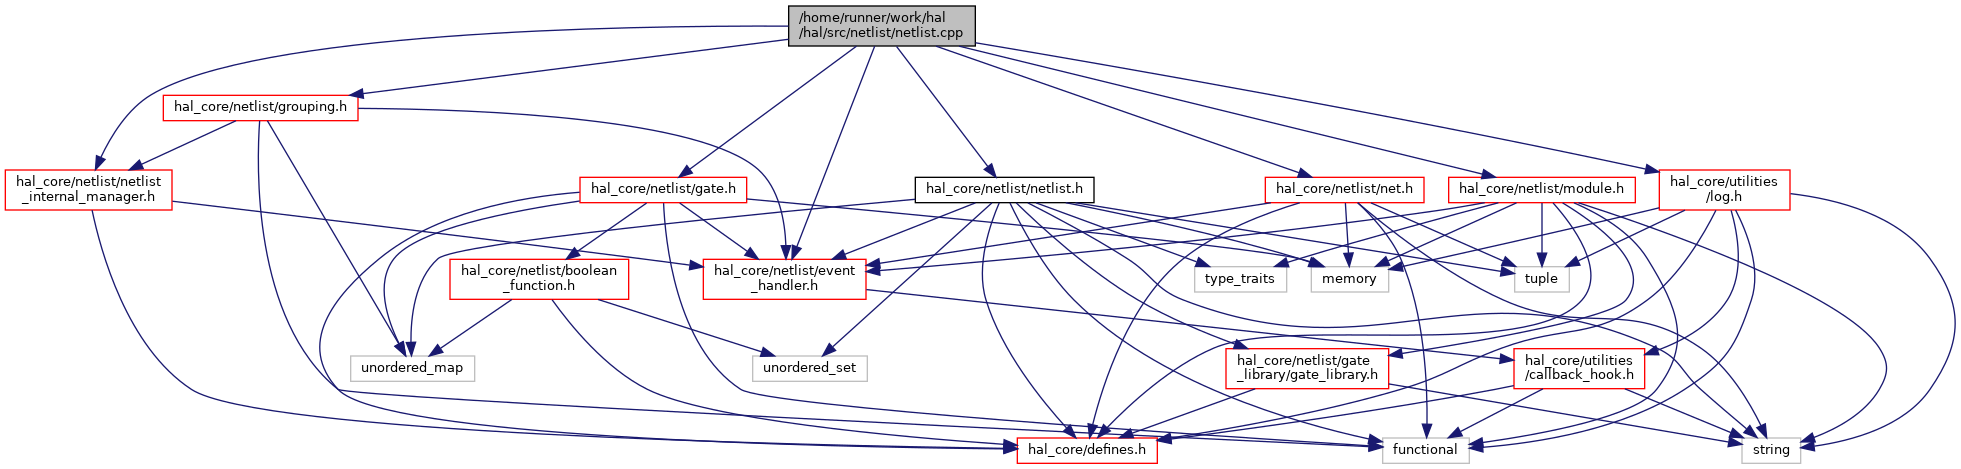 /home/runner/work/hal
/hal/src/netlist/netlist.cpp
hal_core/netlist/grouping.h
hal_core/netlist/netlist
_internal_manager.h
hal_core/netlist/gate.h
hal_core/netlist/netlist.h
hal_core/netlist/net.h
hal_core/netlist/module.h
hal_core/utilities
/log.h
hal_core/netlist/boolean
_function.h
hal_core/netlist/event
_handler.h
type_traits
memory
tuple
unordered_map
unordered_set
hal_core/netlist/gate
_library/gate_library.h
hal_core/utilities
/callback_hook.h
hal_core/defines.h
functional
string